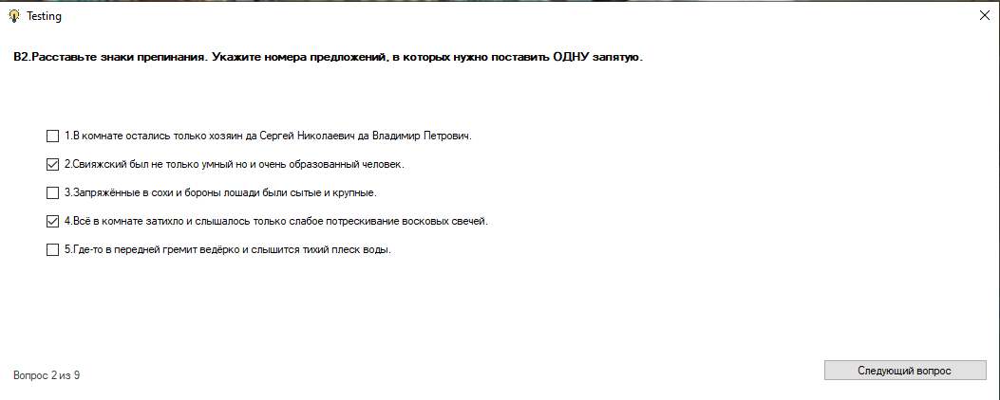 Testing
В2.Расставьте знаки препинания. Укажите номера предложений, в которых нужно поставить ОДНУ запятую.
1.В комнате остались только хозяин да Сергей Николаевич да Владимир Петрович.
2.Свияжский был не только умный но и очень образованный человек.
3.Запряжённые в сохи и бороны лошади были сытые и крупные.
4.Всё в комнате затихло и слышалось только слабое потрескивание восковых свечей.
5.Где-то в передней гремит ведёрко и слышится тихий плеск воды.
Вопрос 2 из 9
Следующий вопрос